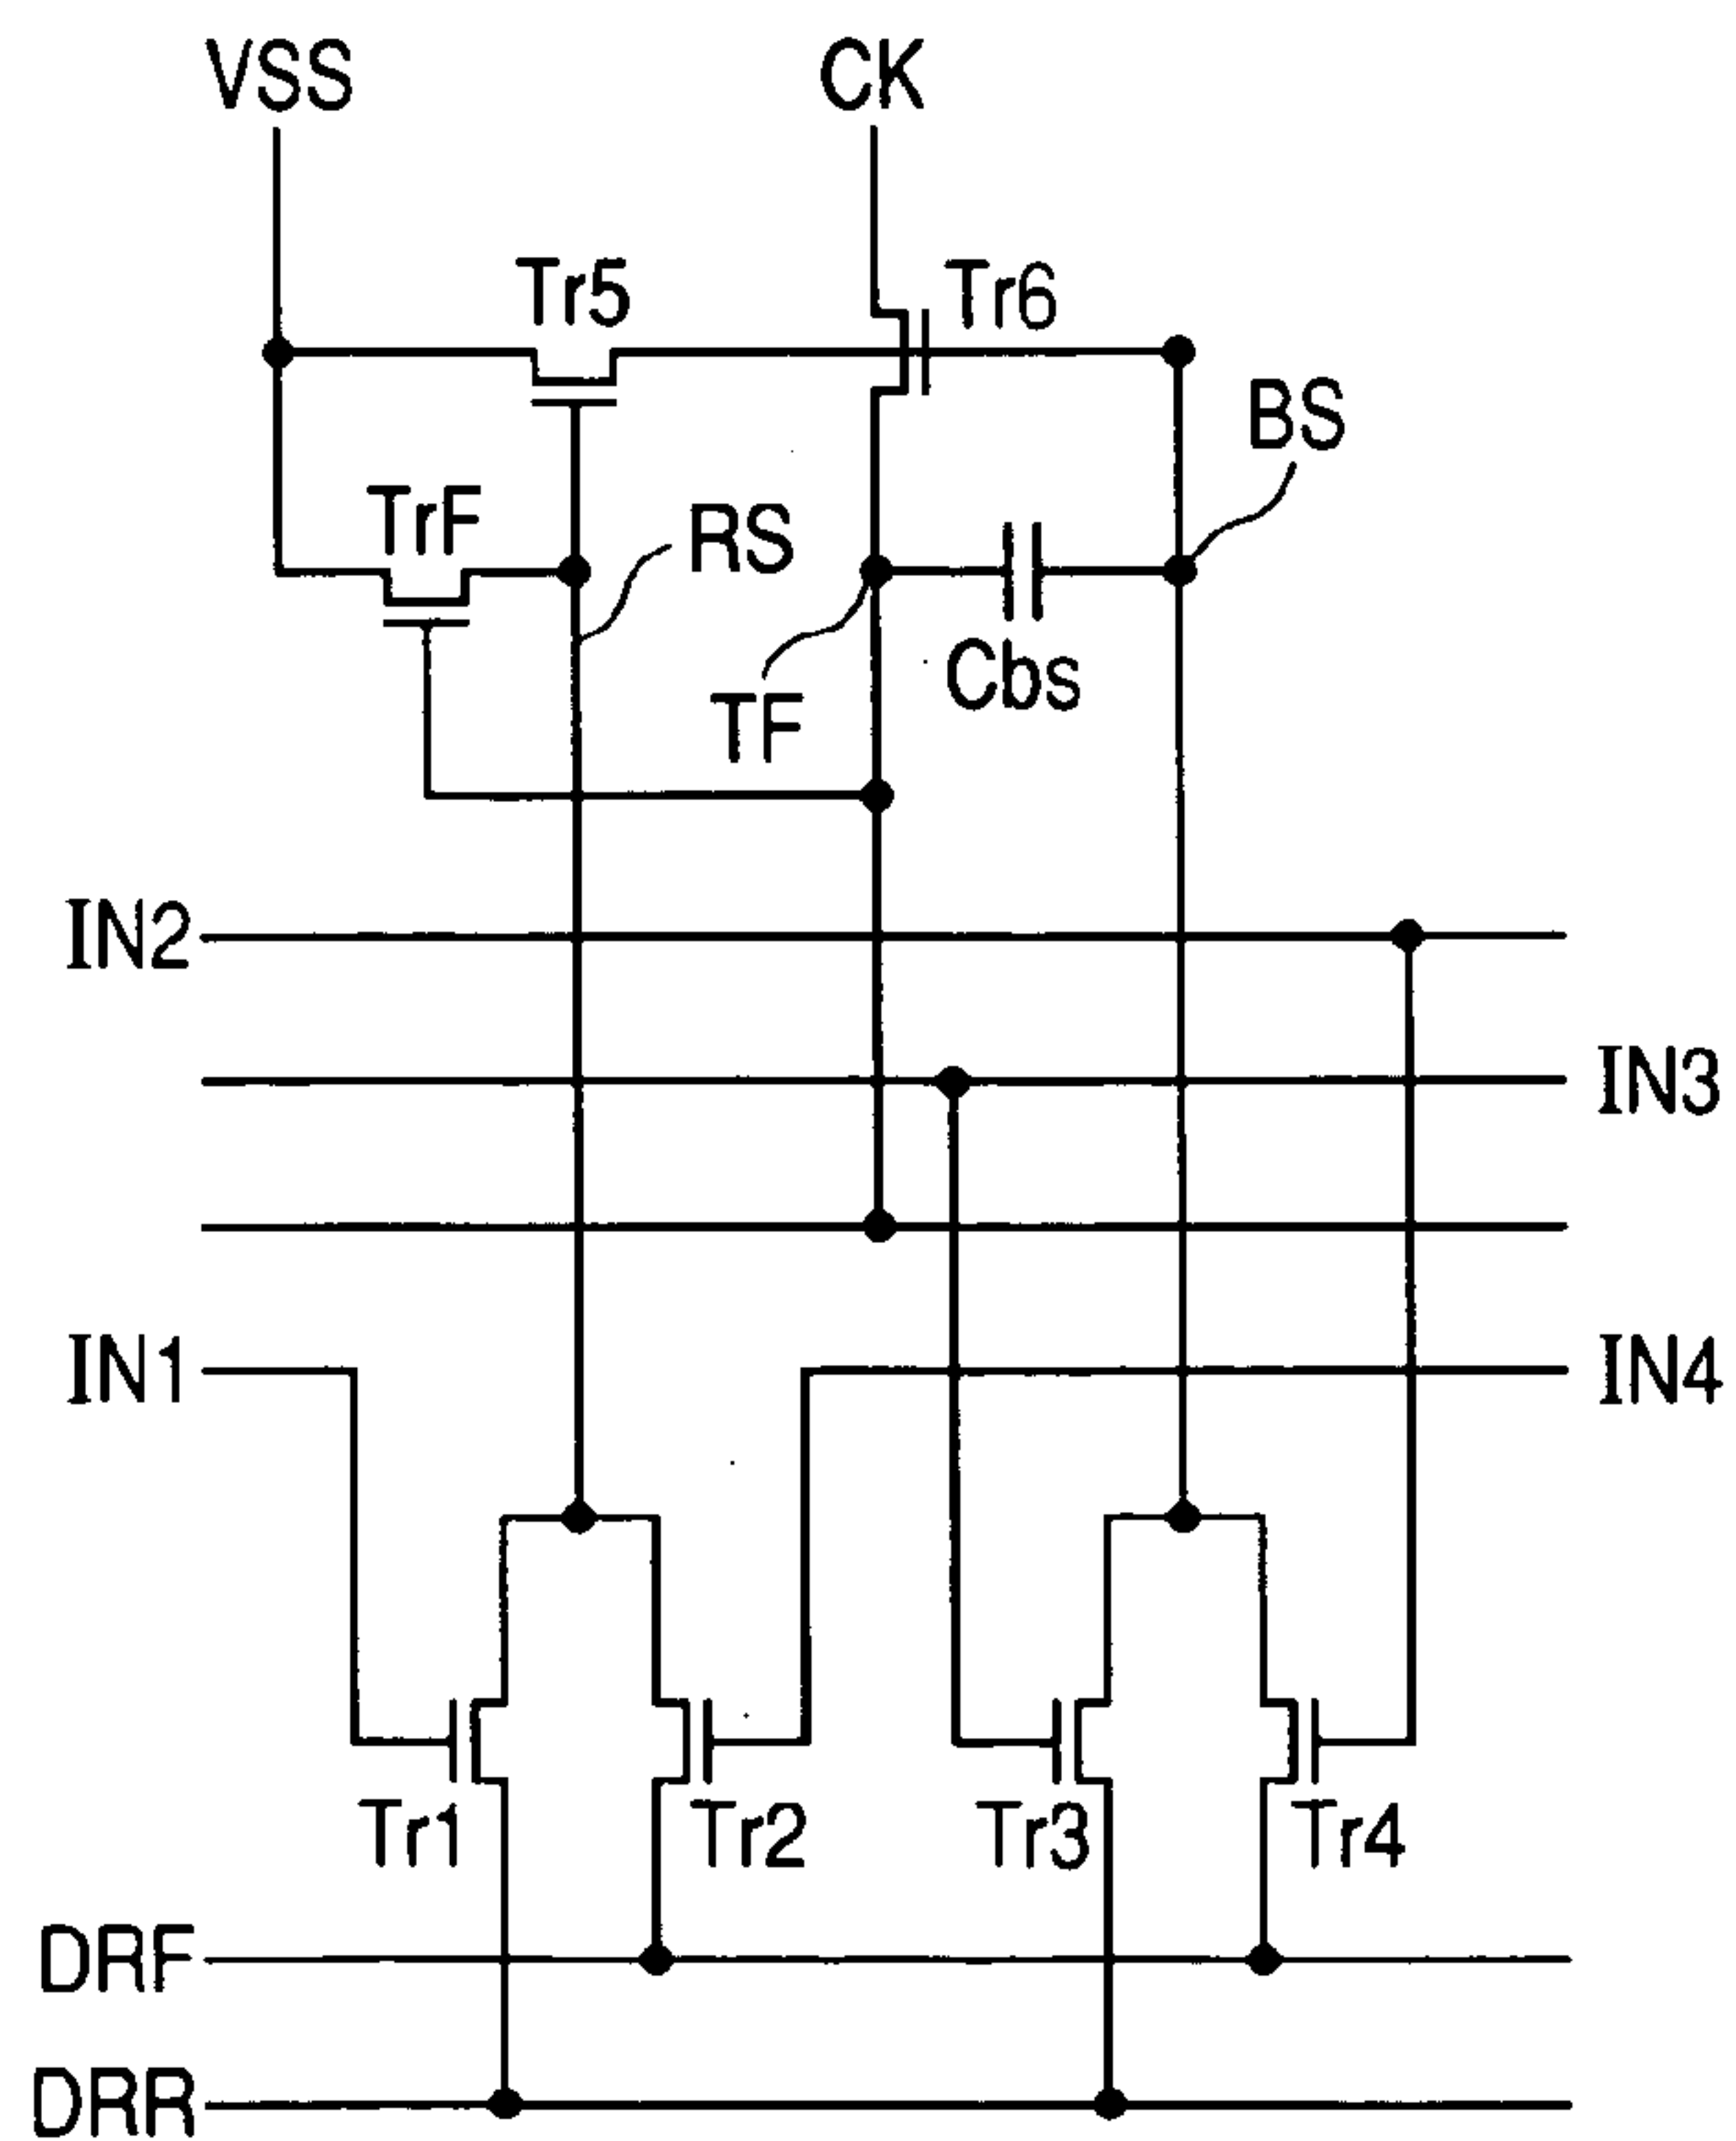 VSS
CK
Tr5
Tr6
BS
TrF
RS
Cbs
TF
IN2
IN3
IN1
IN4
Tr1
Tr2
Tr3
Tr4
DRF
DRR